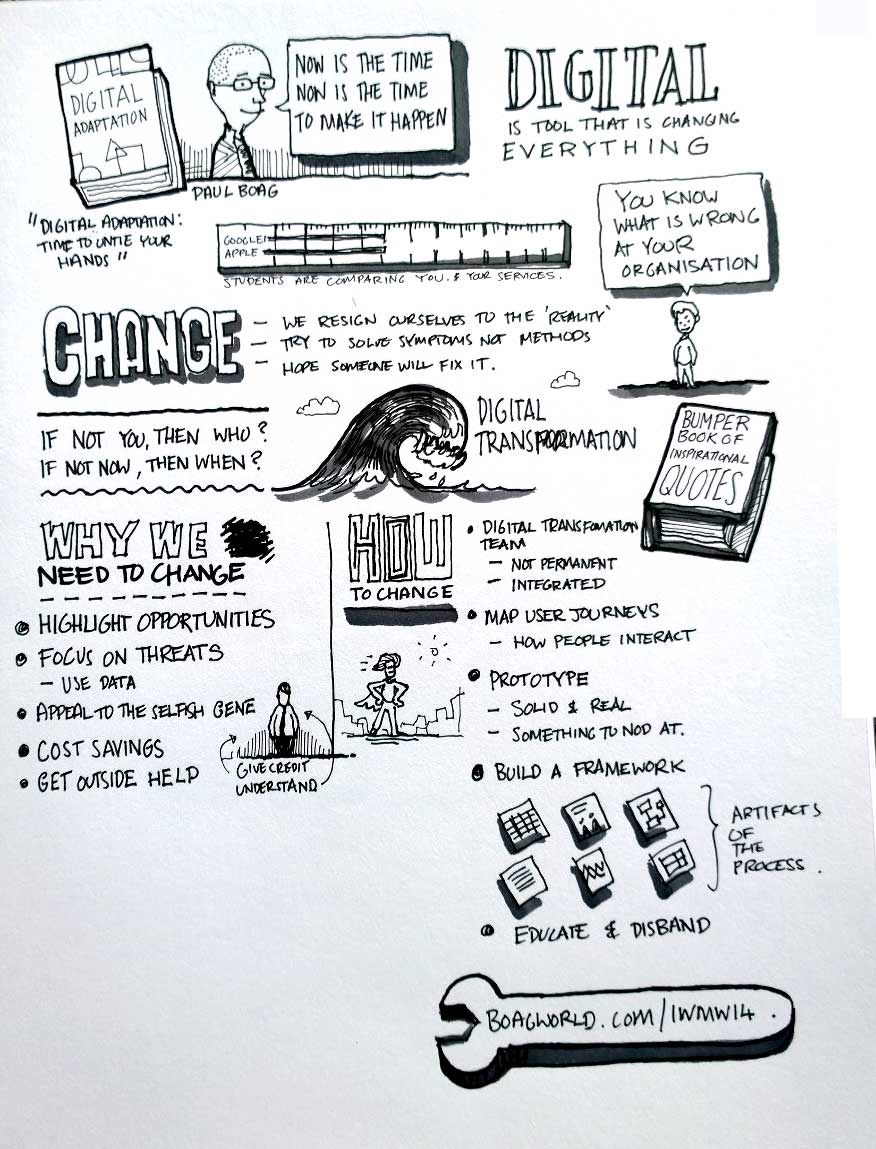 DIGITAL
ADAPTATION
NOW IS THE TIME
NON IS THE TIME
TO MAKE IT HAPPEN
PAUL BOAG
DIGITAL
IS TOOL THAT IS CHANGING
EVERYTHING
"DIGITAL ADAPTATION:
TIME TO UNTIE YOUR
HANDS"
GOOGLE
APPLE
STUDENTS ARE COMPARING YOU. & YOUR SERVICES.
YOU KNOW
WHAT IS WRONG
AT YOUR
ORGANISATION
CHANGE
– WE RESIGN OURSELVES TO THE 'REALITY'
– TRY TO SOLVE SYMPTOMS NOT METHODS
– HOPE SOMEONE WILL FIX IT.
IF NOT YOU, THEN WHO?
IF NOT NOW, THEN WHEN?
DIGITAL
TRANSFORMATION
BUMPER
BOOK OF
INSPIRATIONAL
QUOTES
WHY WE
NEED TO CHANGE
• HIGHLIGHT OPPORTUNITIES
• FOCUS ON THREATS
– USE DATA
• APPEAL TO THE SELFISH GENE
• COST SAVINGS
• GET OUTSIDE HELP
GIVE CREDIT
UNDERSTAND
HOW
TO CHANGE
• DIGITAL TRANSFOMATION
TEAM
– NOT PERMANENT
– INTEGRATED
• MAP USER JOURNEYS
– HOW PEOPLE INTERACT
• PROTOTYPE
– SOLID & REAL
– SOMETHING TO NOD AT.
• BUILD A FRAMEWORK
ARTIFACTS
OF
THE
PROCESS.
• EDUCATE & DISBAND
BOAGWORLD.COM/IWMW14.